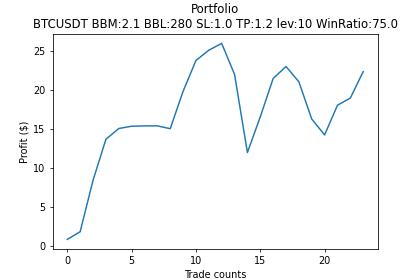 Portfolio
BTCUSDT BBM:2.1 BBL:280 SL:1.0 TP:1.2 lev:10 WinRatio:75.0
Profit ($)
25
20
15
10
5
0
0 5 10 15 20
Trade counts